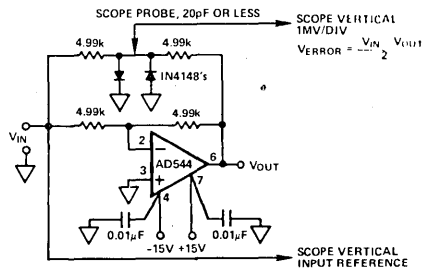 SCOPE PROBE, 20pF OR LESS
SCOPE VERTICAL
1MV/DIV
VERROR = VIN VOUT
2
4.99k
4.99k
IN4148's
4.99k
4.99k
VIN
2
3
6
7
4
AD544
VOUT
0.01µF
-15V +15V
0.01µF
SCOPE VERTICAL
INPUT REFERENCE